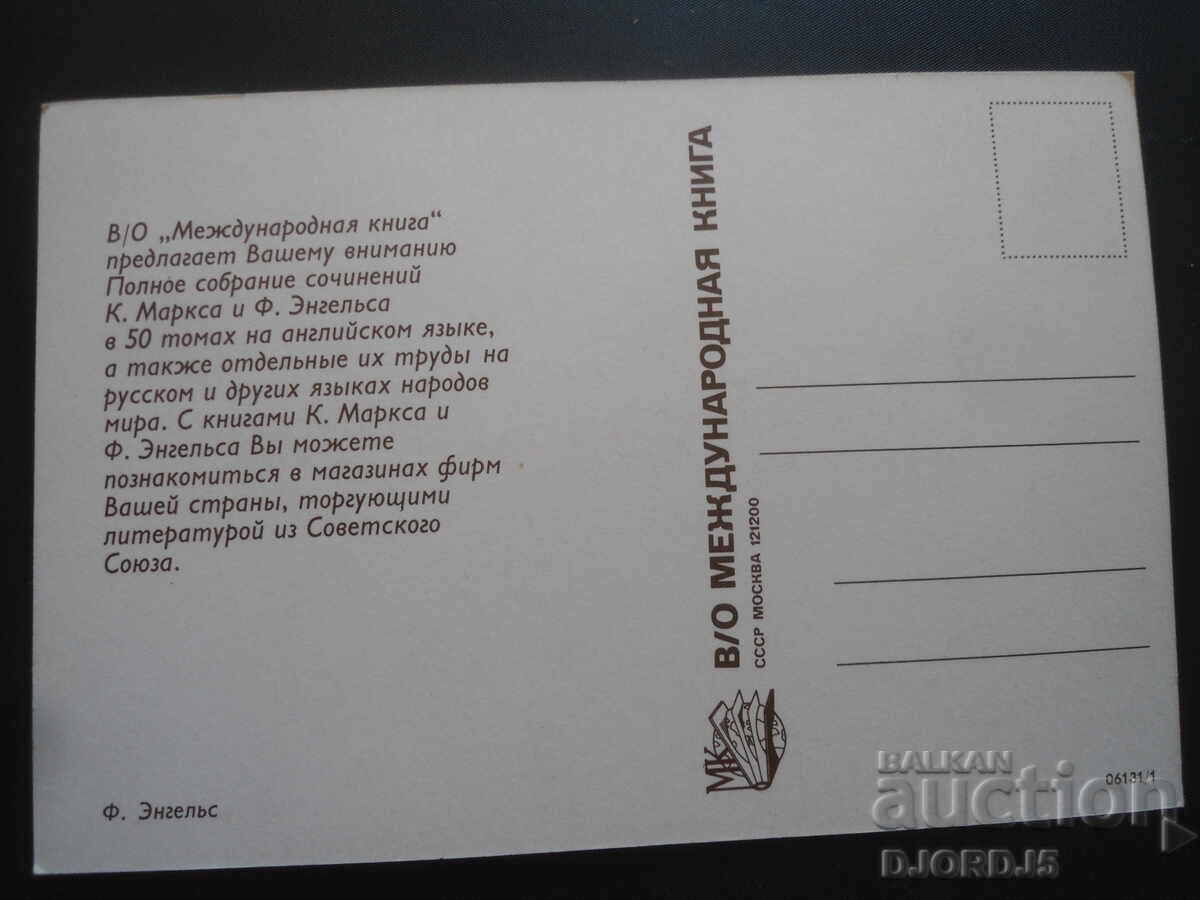 В/О „Международная книга“
предлагает Вашему вниманию
Полное собрание сочинений
К. Маркса и Ф. Энгельса
в 50 томах на английском языке,
а также отдельные их труды на
русском и других языках народов
мира. С книгами К. Маркса и
Ф. Энгельса Вы можете
познакомиться в магазинах фирм
Вашей страны, торгующими
литературой из Советского
Союза.
Ф. Энгельс
В/О МЕЖДУНАРОДНАЯ КНИГА
СССР МОСКВА 121200
МК
06131/1
BALKAN
auction
DJORDJ5